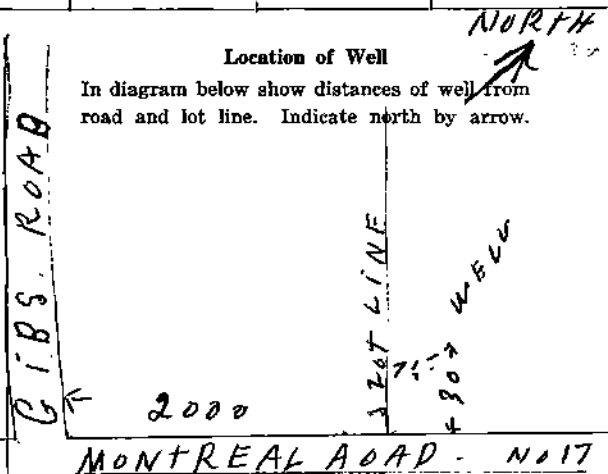 NORTH
Location of Well
In diagram below show distances of well from
road and lot line. Indicate north by arrow.
GIBS. ROAD
LOT LINE
WELL
30
2000
MONTREAL ROAD - No 17